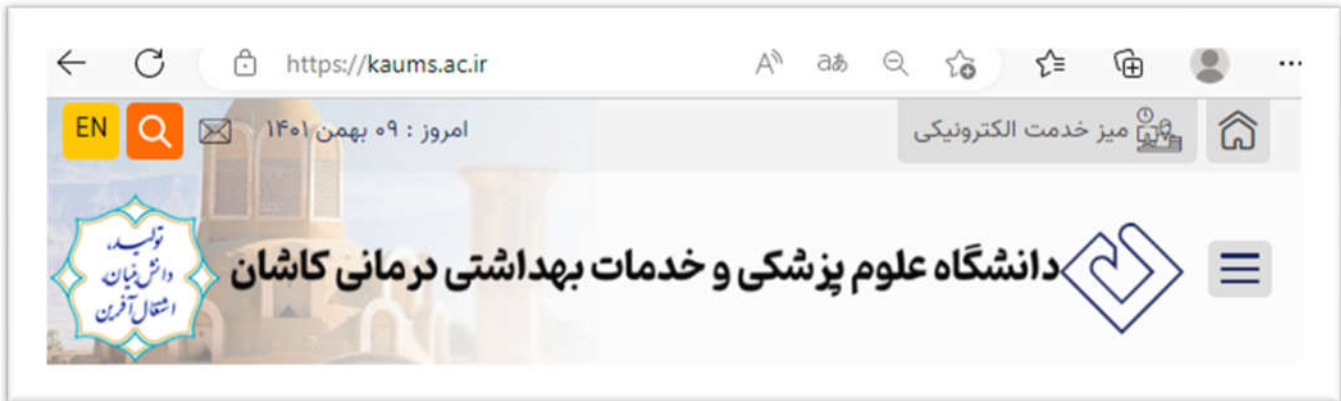 https://kaums.ac.ir
میز خدمت الکترونیکی
امروز : ۰۹ بهمن ۱۴۰۱
EN
دانشگاه علوم پزشکی و خدمات بهداشتی درمانی کاشان
تولید،
دانش بنیان،
اشتغال آفرین